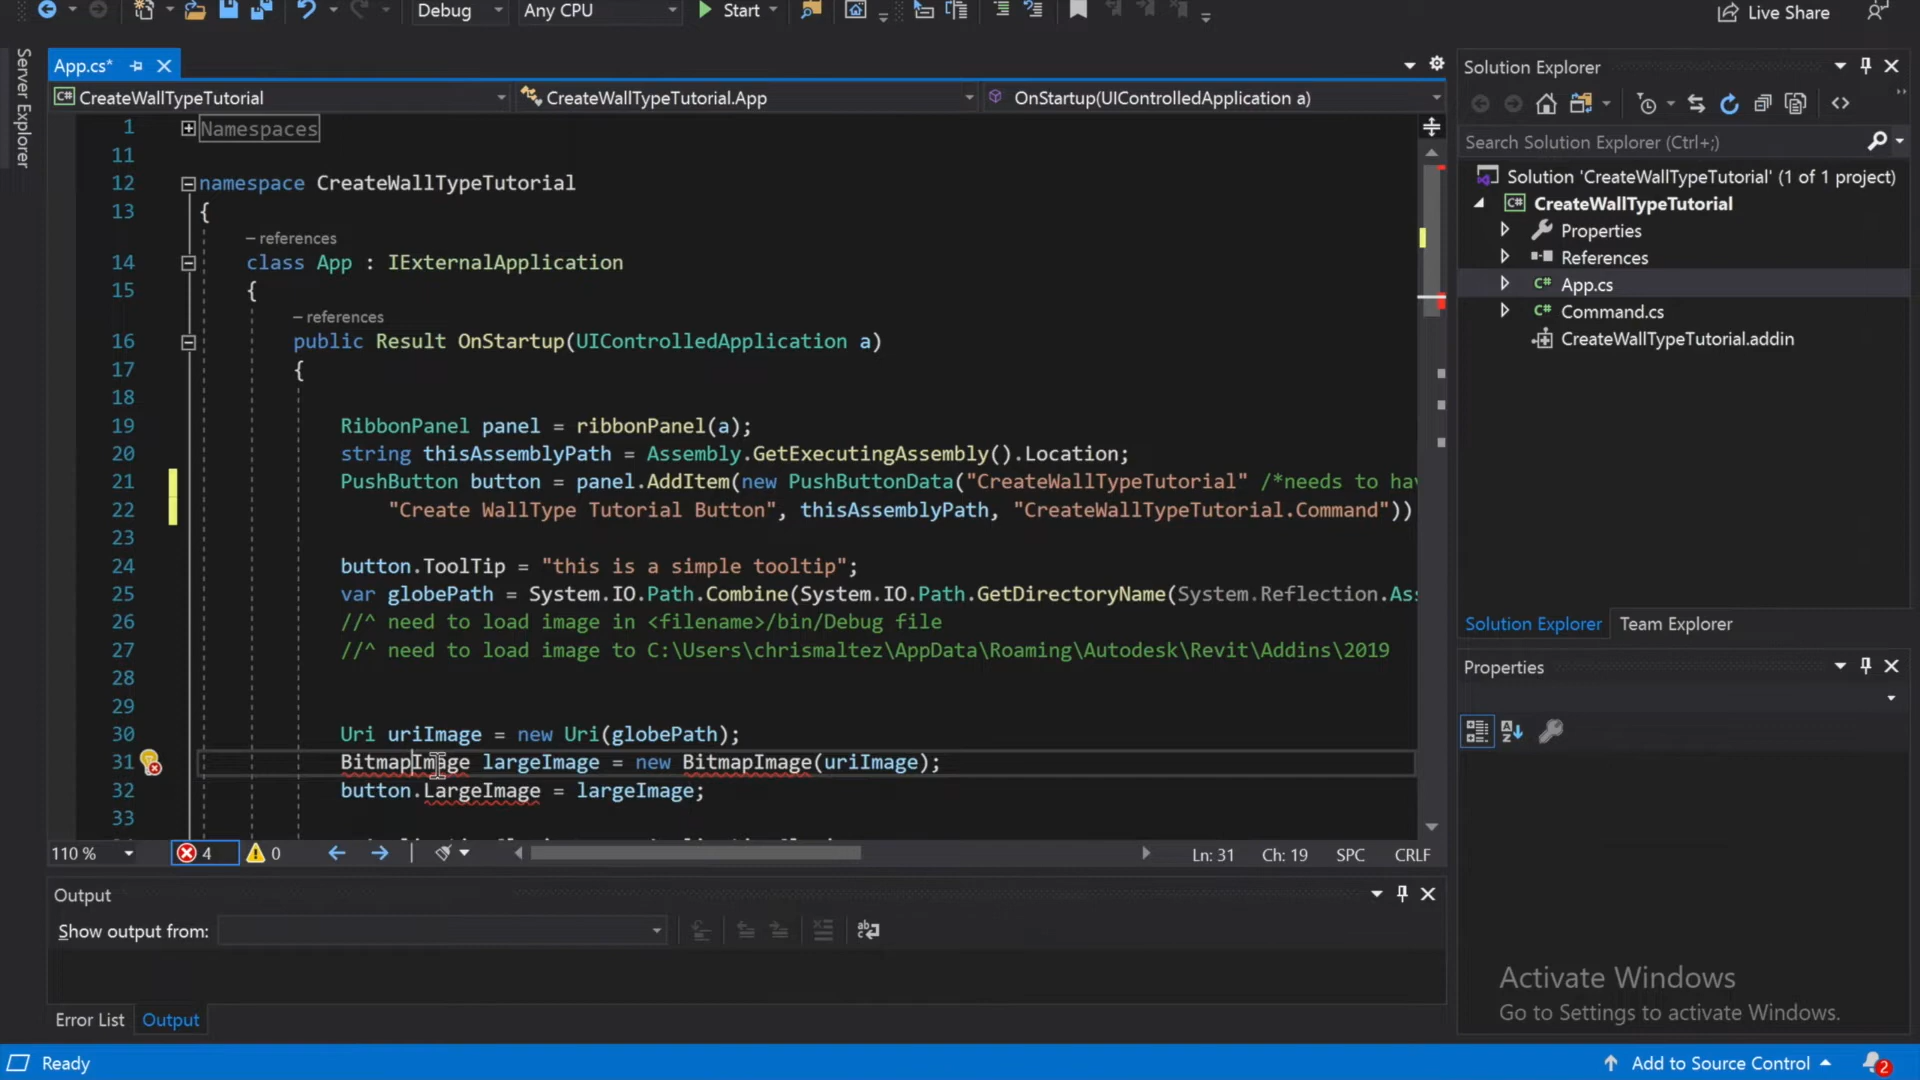 Debug
Any CPU
Start
Live Share
Server Explorer
App.cs*
CreateWallTypeTutorial
CreateWallTypeTutorial.App
OnStartup(UIControlledApplication a)
1 Namespaces
11
12 namespace CreateWallTypeTutorial
13 {
– references
14 class App : IExternalApplication
15 {
– references
16 public Result OnStartup(UIControlledApplication a)
17 {
18
19 RibbonPanel panel = ribbonPanel(a);
20 string thisAssemblyPath = Assembly.GetExecutingAssembly().Location;
21 PushButton button = panel.AddItem(new PushButtonData("CreateWallTypeTutorial" /*needs to hav
22 "Create WallType Tutorial Button", thisAssemblyPath, "CreateWallTypeTutorial.Command"))
23
24 button.ToolTip = "this is a simple tooltip";
25 var globePath = System.IO.Path.Combine(System.IO.Path.GetDirectoryName(System.Reflection.Ass
26 //^ need to load image in <filename>/bin/Debug file
27 //^ need to load image to C:\Users\chrismaltez\AppData\Roaming\Autodesk\Revit\Addins\2019
28
29
30 Uri uriImage = new Uri(globePath);
31 BitmapImage largeImage = new BitmapImage(uriImage);
32 button.LargeImage = largeImage;
33
110 %
4
0
Ln: 31
Ch: 19
SPC
CRLF
Output
Show output from:
Error List
Output
Ready
Solution Explorer
Search Solution Explorer (Ctrl+;)
Solution 'CreateWallTypeTutorial' (1 of 1 project)
CreateWallTypeTutorial
Properties
References
App.cs
Command.cs
CreateWallTypeTutorial.addin
Solution Explorer
Team Explorer
Properties
Activate Windows
Go to Settings to activate Windows.
Add to Source Control
2